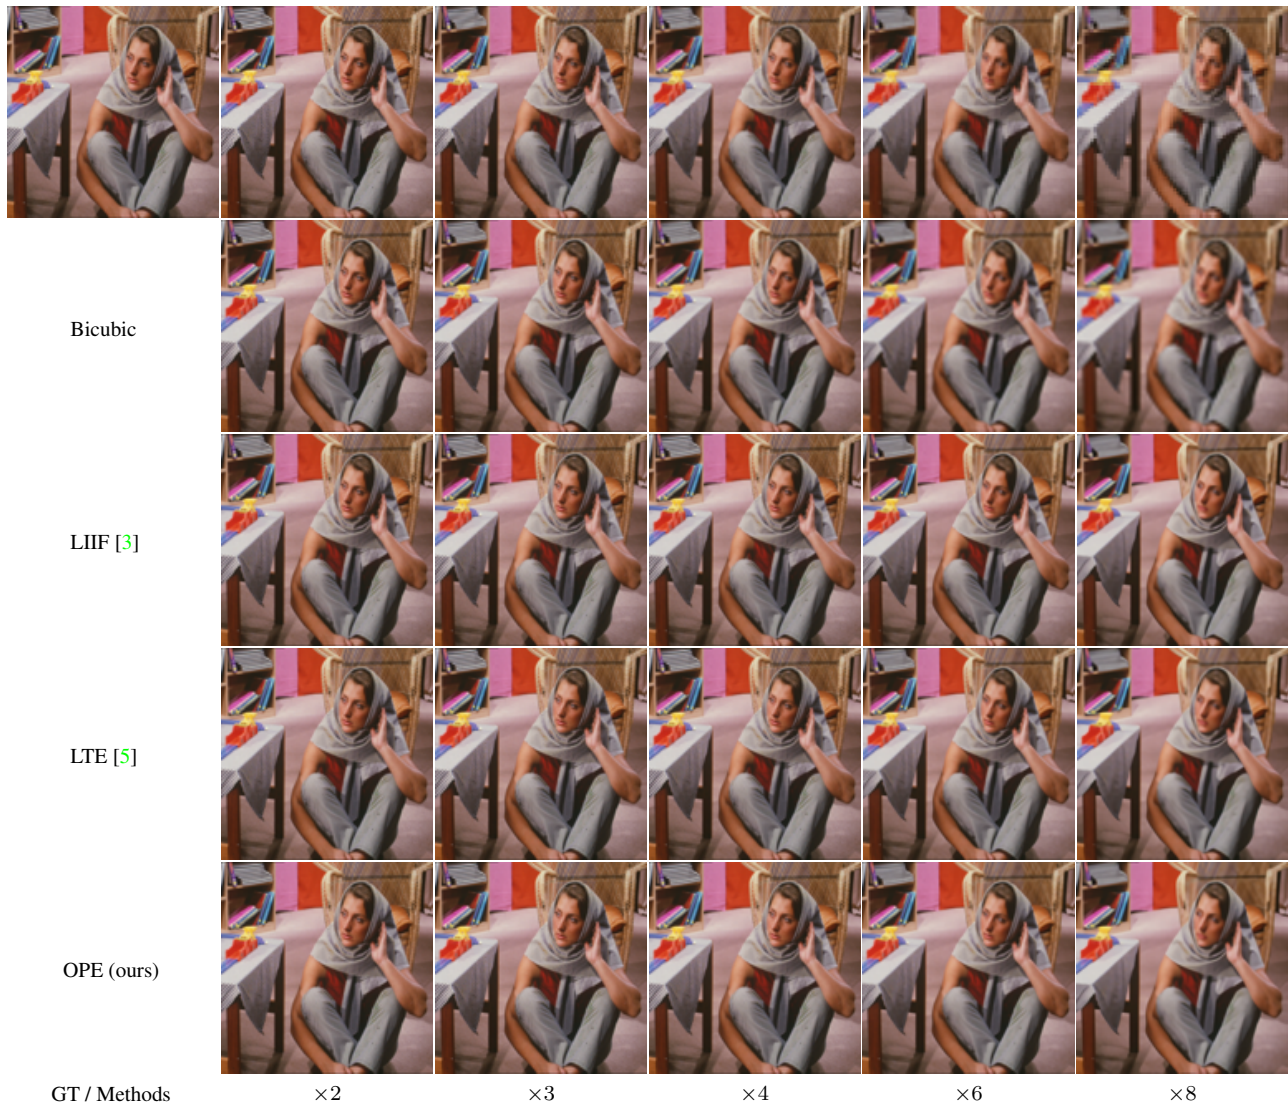 Bicubic
LIIF [3]
LTE [5]
OPE (ours)
GT / Methods ×2 ×3 ×4 ×6 ×8